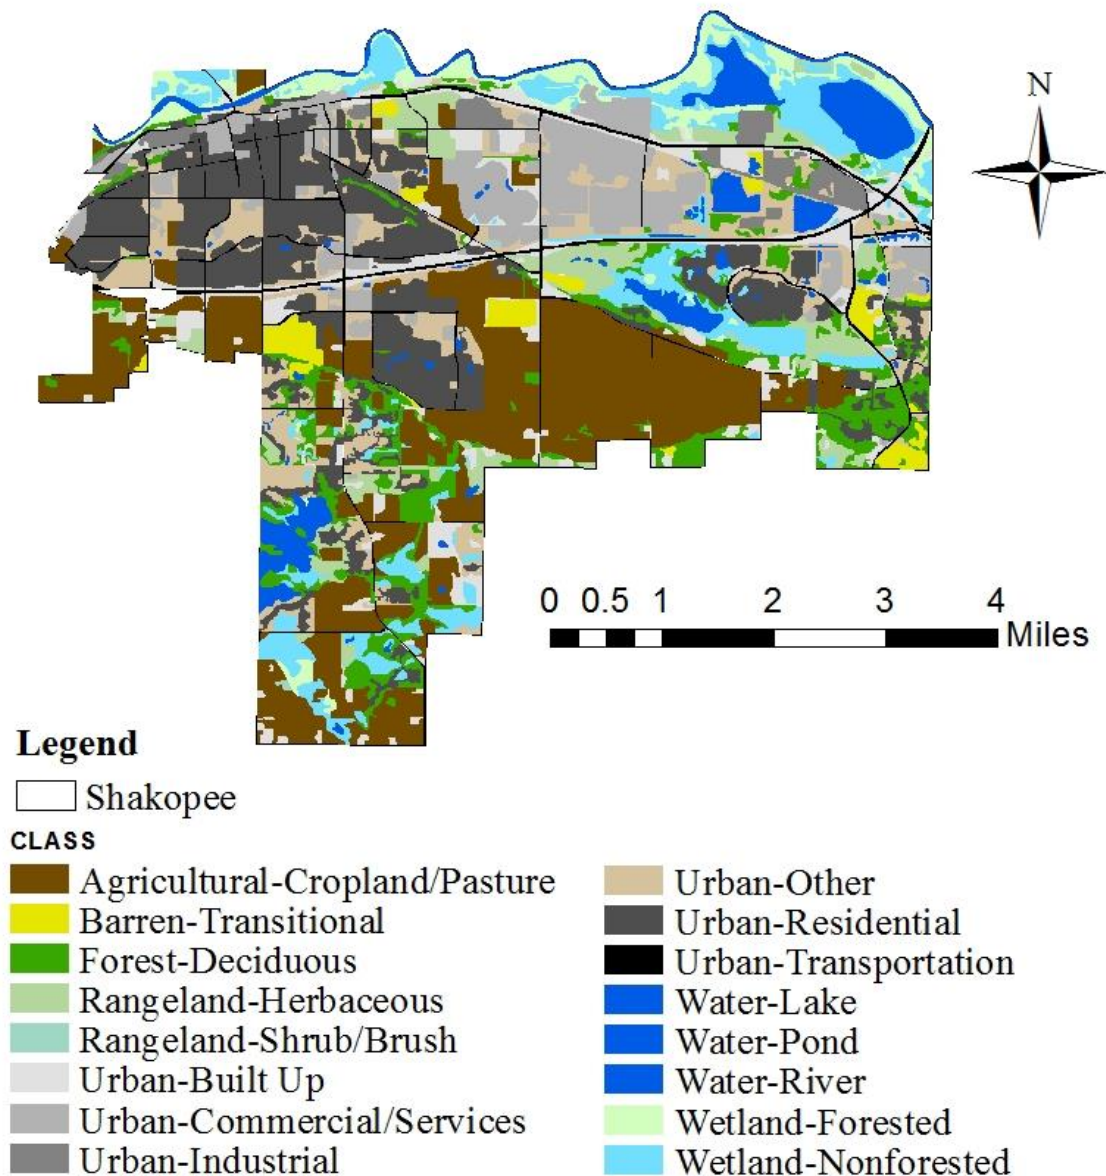 N
0 0.5 1 2 3 4
Miles
Legend
Shakopee
CLASS
Agricultural-Cropland/Pasture
Barren-Transitional
Forest-Deciduous
Rangeland-Herbaceous
Rangeland-Shrub/Brush
Urban-Built Up
Urban-Commercial/Services
Urban-Industrial
Urban-Other
Urban-Residential
Urban-Transportation
Water-Lake
Water-Pond
Water-River
Wetland-Forested
Wetland-Nonforested